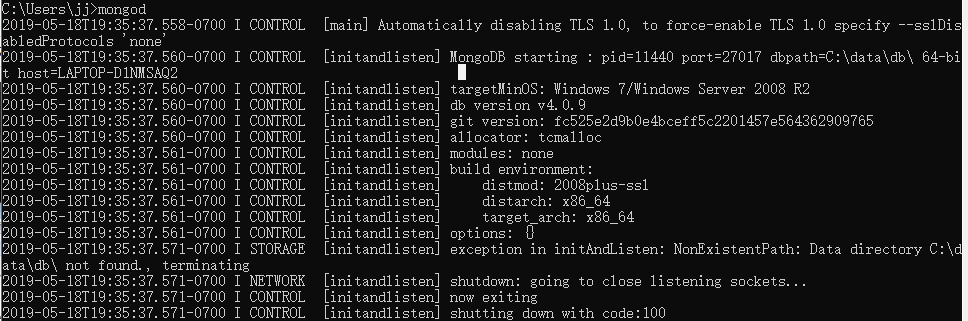 C:\Users\jj>mongod
2019-05-18T19:35:37.558-0700 I CONTROL  [main] Automatically disabling TLS 1.0, to force-enable TLS 1.0 specify --sslDis
abledProtocols 'none'
2019-05-18T19:35:37.560-0700 I CONTROL  [initandlisten] MongoDB starting : pid=11440 port=27017 dbpath=C:\data\db\ 64-bi
t host=LAPTOP-D1NMSAQ2
2019-05-18T19:35:37.560-0700 I CONTROL  [initandlisten] targetMinOS: Windows 7/Windows Server 2008 R2
2019-05-18T19:35:37.560-0700 I CONTROL  [initandlisten] db version v4.0.9
2019-05-18T19:35:37.560-0700 I CONTROL  [initandlisten] git version: fc525e2d9b0e4bceff5c2201457e564362909765
2019-05-18T19:35:37.560-0700 I CONTROL  [initandlisten] allocator: tcmalloc
2019-05-18T19:35:37.561-0700 I CONTROL  [initandlisten] modules: none
2019-05-18T19:35:37.561-0700 I CONTROL  [initandlisten] build environment:
2019-05-18T19:35:37.561-0700 I CONTROL  [initandlisten]     distmod: 2008plus-ssl
2019-05-18T19:35:37.561-0700 I CONTROL  [initandlisten]     distarch: x86_64
2019-05-18T19:35:37.561-0700 I CONTROL  [initandlisten]     target_arch: x86_64
2019-05-18T19:35:37.561-0700 I CONTROL  [initandlisten] options: {}
2019-05-18T19:35:37.571-0700 I STORAGE  [initandlisten] exception in initAndListen: NonExistentPath: Data directory C:\d
ata\db\ not found., terminating
2019-05-18T19:35:37.571-0700 I NETWORK  [initandlisten] shutdown: going to close listening sockets...
2019-05-18T19:35:37.571-0700 I CONTROL  [initandlisten] now exiting
2019-05-18T19:35:37.571-0700 I CONTROL  [initandlisten] shutting down with code:100